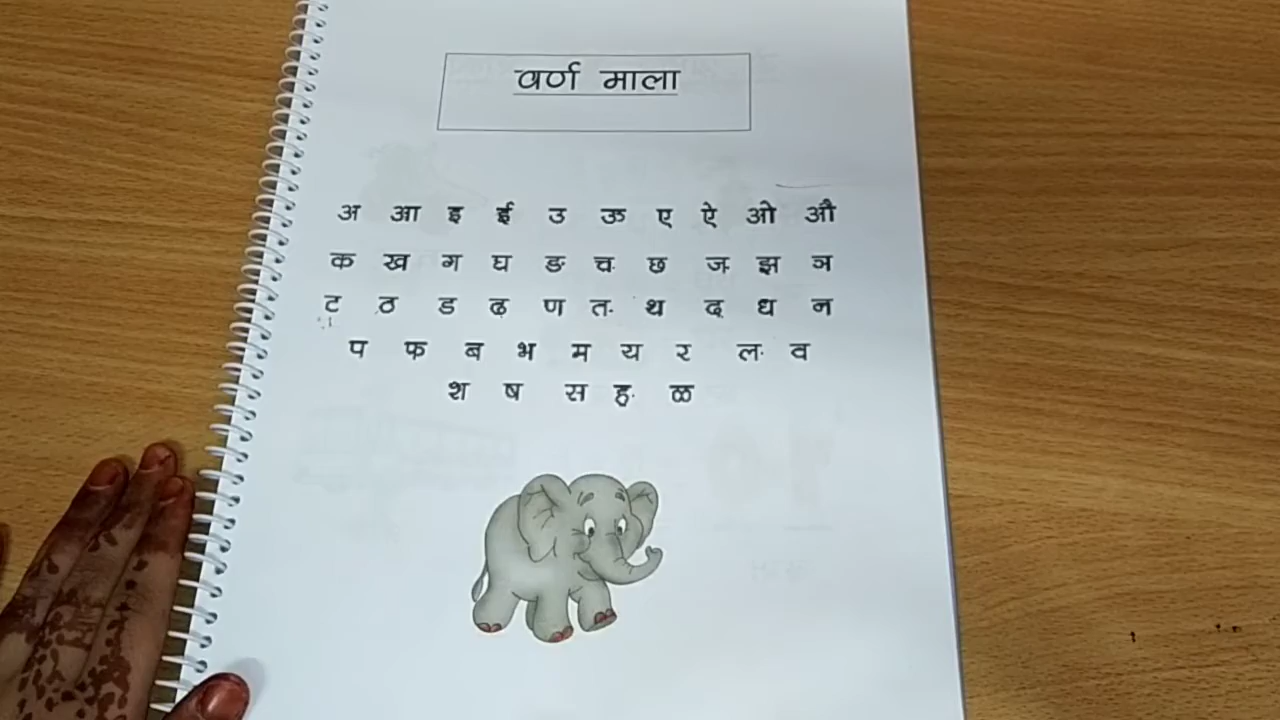 वर्ण माला
अ आ इ ई उ ऊ ए ऐ ओ औ
क ख ग घ ङ च छ ज झ ञ
ट ठ ड ढ ण त थ द ध न
प फ ब भ म य र ल व
श ष स ह ळ